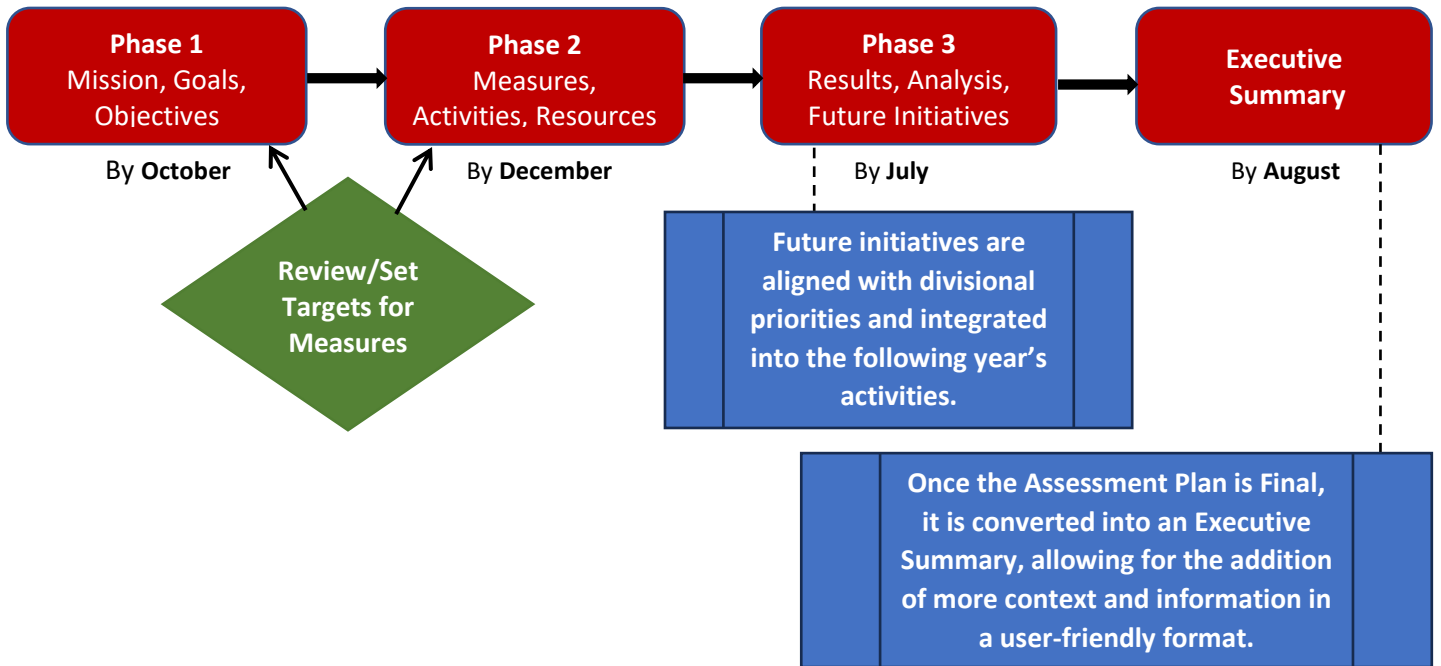 Phase 1
Mission, Goals,
Objectives
Phase 2
Measures,
Activities, Resources
Phase 3
Results, Analysis,
Future Initiatives
Executive
Summary
By October
By December
By July
By August
Review/Set
Targets for
Measures
Future initiatives are
aligned with divisional
priorities and integrated
into the following year’s
activities.
Once the Assessment Plan is Final,
it is converted into an Executive
Summary, allowing for the addition
of more context and information in
a user-friendly format.